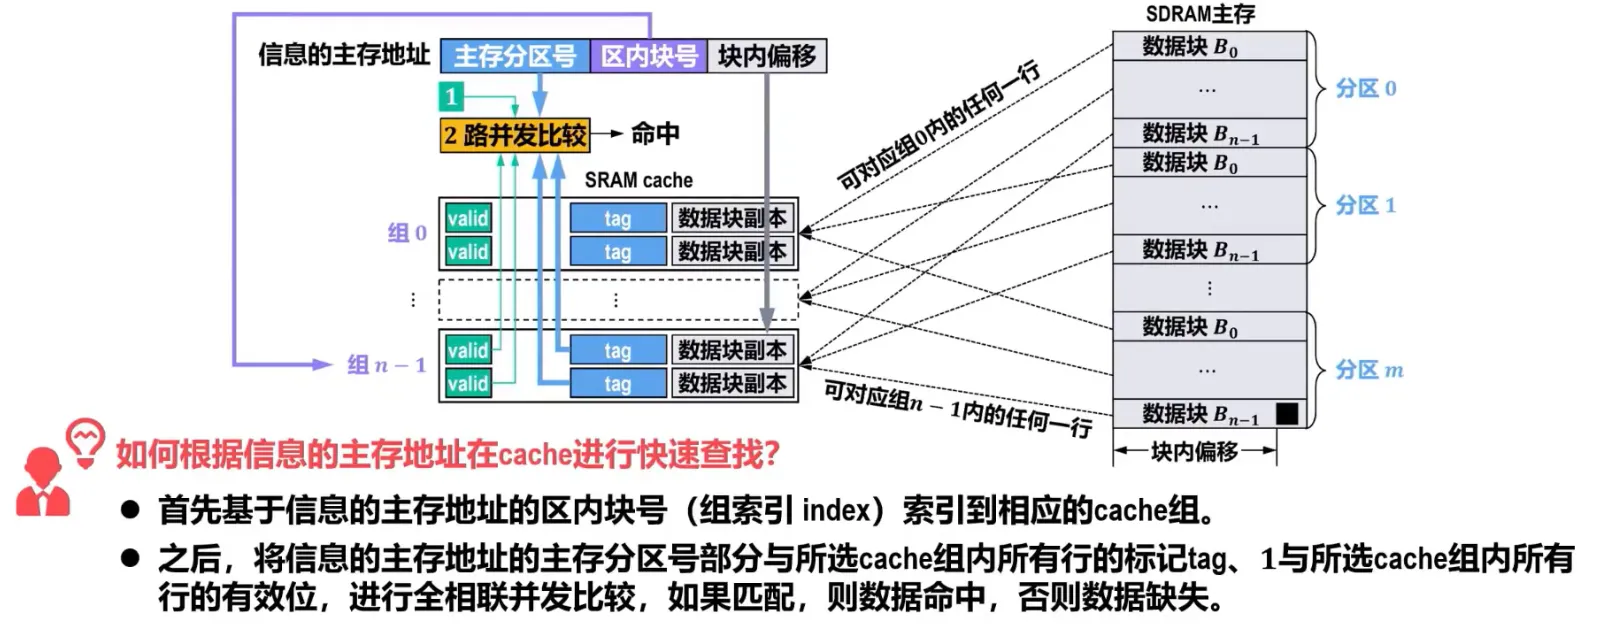 SDRAM主存
信息的主存地址 主存分区号 区内块号 块内偏移
数据块 B0
…
数据块 Bn−1
分区 0
1
2 路并发比较 命中
可对应组0内的任何一行
数据块 B0
…
数据块 Bn−1
分区 1
SRAM cache
组 0
valid tag 数据块副本
valid tag 数据块副本
⋮ ⋮ ⋮
数据块 B0
…
数据块 Bn−1
分区 m
组 n − 1
valid tag 数据块副本
valid tag 数据块副本
可对应组n − 1内的任何一行
块内偏移
如何根据信息的主存地址在cache进行快速查找?
● 首先基于信息的主存地址的区内块号（组索引 index）索引到相应的cache组。
● 之后，将信息的主存地址的主存分区号部分与所选cache组内所有行的标记tag、1与所选cache组内所有
行的有效位，进行全相联并发比较，如果匹配，则数据命中，否则数据缺失。